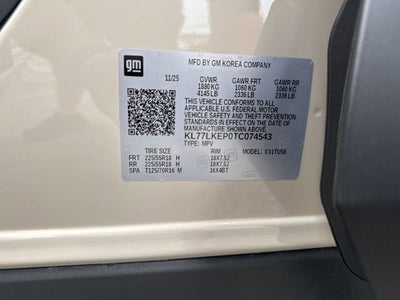 gm
MFD BY GM KOREA COMPANY
11/25 GVWR GAWR FRT GAWR RR
1880 KG 1060 KG 1060 KG
4145 LB 2336 LB 2336 LB
THIS VEHICLE CONFORMS TO ALL
APPLICABLE U.S. FEDERAL MOTOR
VEHICLE SAFETY, BUMPER, AND
THEFT PREVENTION STANDARDS IN
EFFECT ON THE DATE OF
MANUFACTURE SHOWN ABOVE.
KL77LKEP0TC074543
TYPE: MPV MODEL: 031TU58
TIRE SIZE RIM
FRT 225/55R18 H 18X7.5J
RR 225/55R18 H 18X7.5J
SPA T125/70R16 M 16X4BT